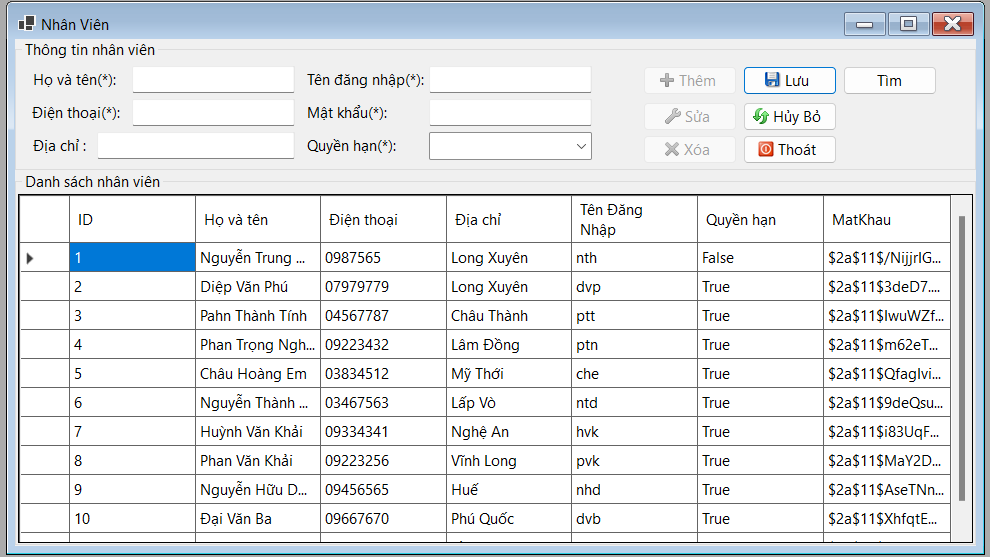 Nhân Viên
Thông tin nhân viên
Họ và tên(*): Tên đăng nhập(*): Thêm Lưu Tìm
Điện thoại(*): Mật khẩu(*): Sửa Hủy Bỏ
Địa chỉ : Quyền hạn(*): Xóa Thoát
Danh sách nhân viên
ID Họ và tên Điện thoại Địa chỉ Tên Đăng Nhập Quyền hạn MatKhau
1 Nguyễn Trung ... 0987565 Long Xuyên nth False $2a$11$/NijjrIG...
2 Diệp Văn Phú 07979779 Long Xuyên dvp True $2a$11$3deD7....
3 Pahn Thành Tính 04567787 Châu Thành ptt True $2a$11$IwuWZf...
4 Phan Trọng Ngh... 09223432 Lâm Đồng ptn True $2a$11$m62eT...
5 Châu Hoàng Em 03834512 Mỹ Thới che True $2a$11$QfagIvi...
6 Nguyễn Thành ... 03467563 Lấp Vò ntd True $2a$11$9deQsu...
7 Huỳnh Văn Khải 09334341 Nghệ An hvk True $2a$11$i83UqF...
8 Phan Văn Khải 09223256 Vĩnh Long pvk True $2a$11$MaY2D...
9 Nguyễn Hữu D... 09456565 Huế nhd True $2a$11$AseTNn...
10 Đại Văn Ba 09667670 Phú Quốc dvb True $2a$11$XhfqtE...